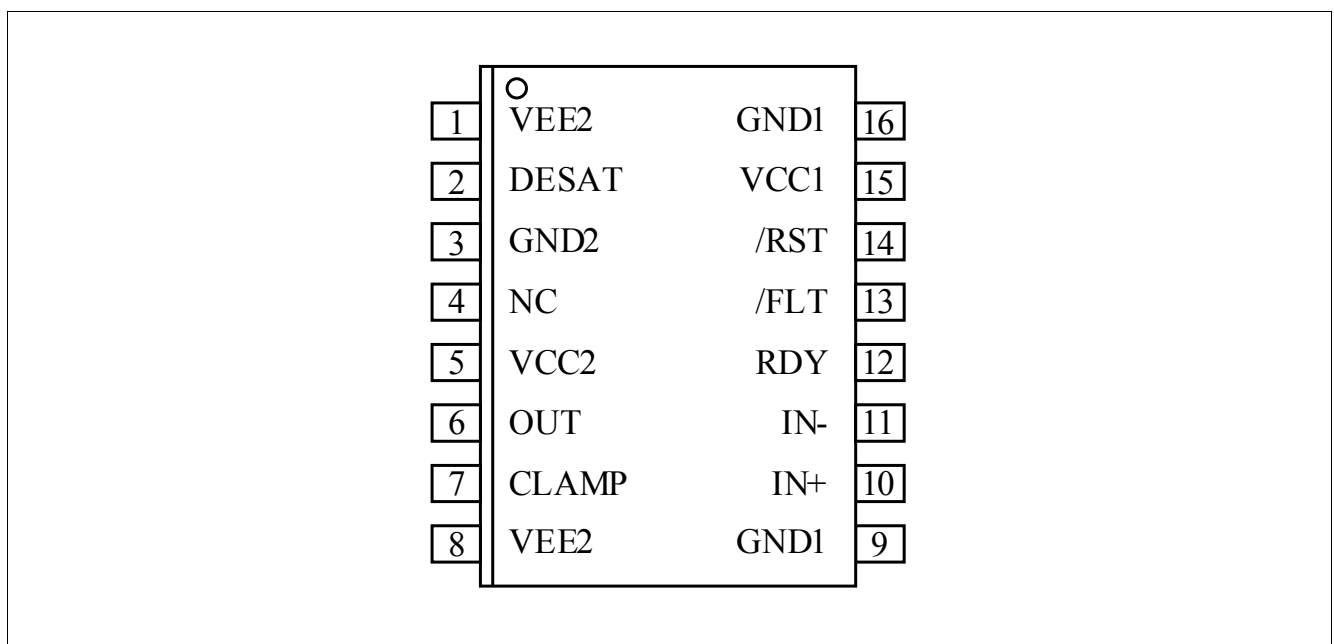 1 VEE2 GND1 16
2 DESAT VCC1 15
3 GND2 /RST 14
4 NC /FLT 13
5 VCC2 RDY 12
6 OUT IN- 11
7 CLAMP IN+ 10
8 VEE2 GND1 9